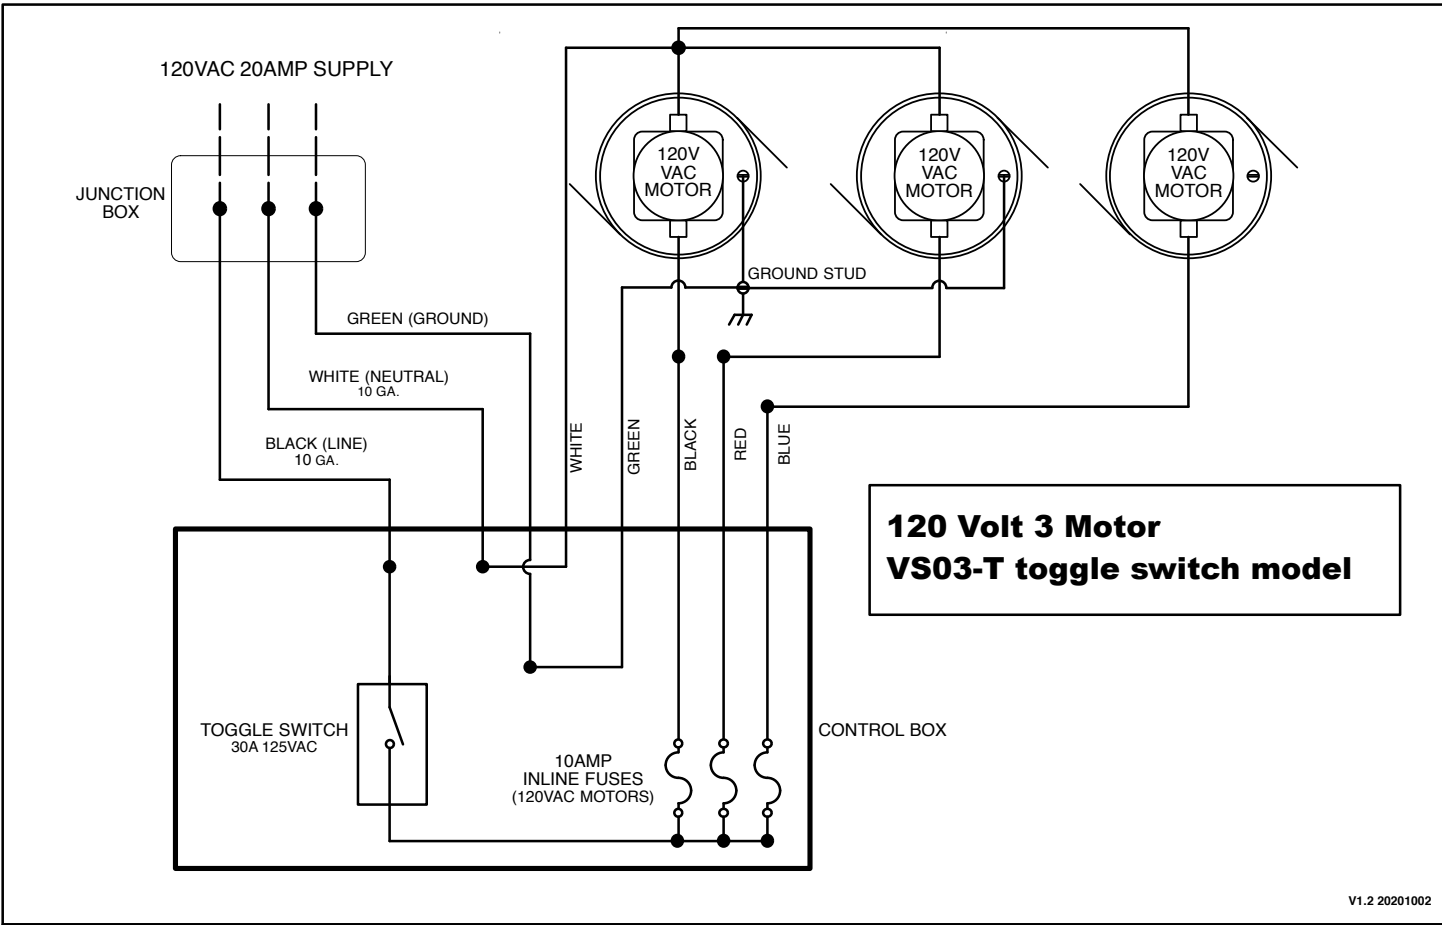 120VAC 20AMP SUPPLY
JUNCTION
BOX
120V
VAC
MOTOR
120V
VAC
MOTOR
120V
VAC
MOTOR
GROUND STUD
GREEN (GROUND)
WHITE (NEUTRAL)
10 GA.
BLACK (LINE)
10 GA.
WHITE
GREEN
BLACK
RED
BLUE
120 Volt 3 Motor
VS03-T toggle switch model
TOGGLE SWITCH
30A 125VAC
10AMP
INLINE FUSES
(120VAC MOTORS)
CONTROL BOX
V1.2 20201002